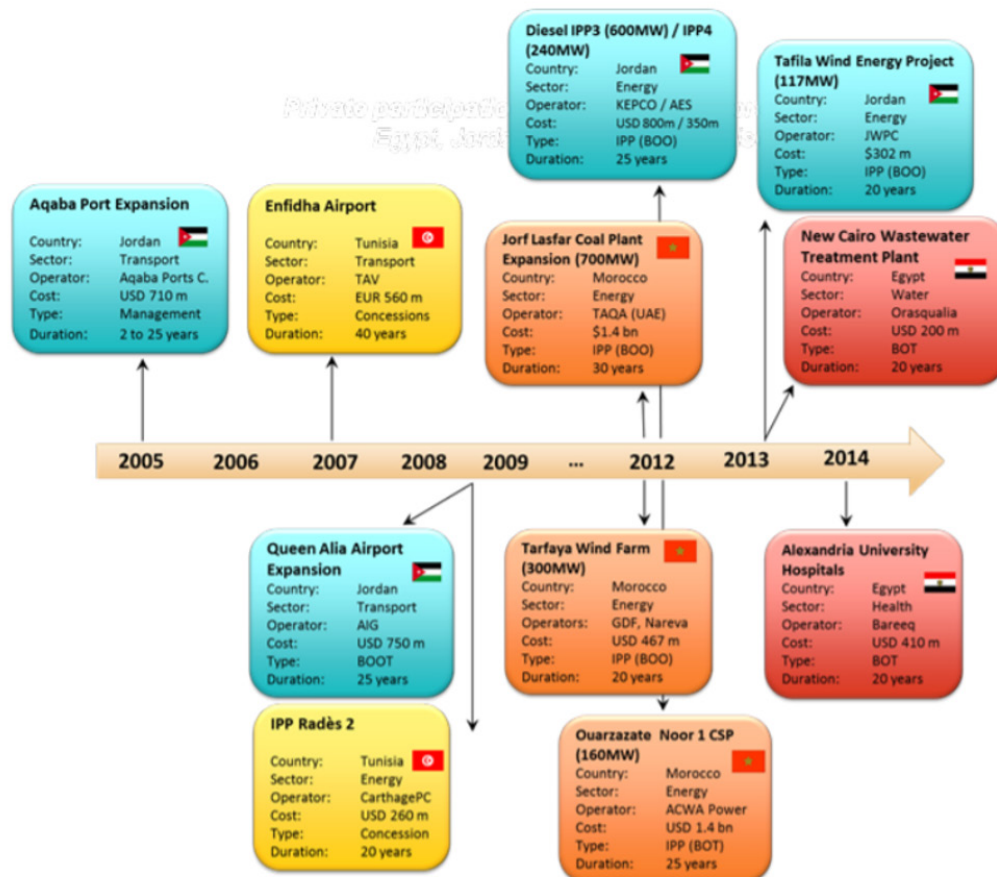 Diesel IPP3 (600MW) / IPP4
(240MW)
Country: Jordan
Sector: Energy
Operator: KEPCO / AES
Cost: USD 800m / 350m
Type: IPP (BOO)
Duration: 25 years
Tafila Wind Energy Project
(117MW)
Country: Jordan
Sector: Energy
Operator: JWPC
Cost: $302 m
Type: IPP (BOO)
Duration: 20 years
Private
Egypt,
Aqaba Port Expansion
Country: Jordan
Sector: Transport
Operator: Aqaba Ports C.
Cost: USD 710 m
Type: Management
Duration: 2 to 25 years
Enfidha Airport
Country: Tunisia
Sector: Transport
Operator: TAV
Cost: EUR 560 m
Type: Concessions
Duration: 40 years
Jorf Lasfar Coal Plant
Expansion (700MW)
Country: Morocco
Sector: Energy
Operator: TAQA (UAE)
Cost: $1.4 bn
Type: IPP (BOO)
Duration: 30 years
New Cairo Wastewater
Treatment Plant
Country: Egypt
Sector: Water
Operator: Orasqualia
Cost: USD 200 m
Type: BOT
Duration: 20 years
2005 2006 2007 2008 2009 ... 2012 2013 2014
Queen Alia Airport
Expansion
Country: Jordan
Sector: Transport
Operator: AIG
Cost: USD 750 m
Type: BOOT
Duration: 25 years
Tarfaya Wind Farm
(300MW)
Country: Morocco
Sector: Energy
Operators: GDF, Nareva
Cost: USD 467 m
Type: IPP (BOO)
Duration: 20 years
Alexandria University
Hospitals
Country: Egypt
Sector: Health
Operator: Bareeq
Cost: USD 410 m
Type: BOT
Duration: 20 years
IPP Radès 2
Country: Tunisia
Sector: Energy
Operator: CarthagePC
Cost: USD 260 m
Type: Concession
Duration: 20 years
Ouarzazate Noor 1 CSP
(160MW)
Country: Morocco
Sector: Energy
Operator: ACWA Power
Cost: USD 1.4 bn
Type: IPP (BOT)
Duration: 25 years